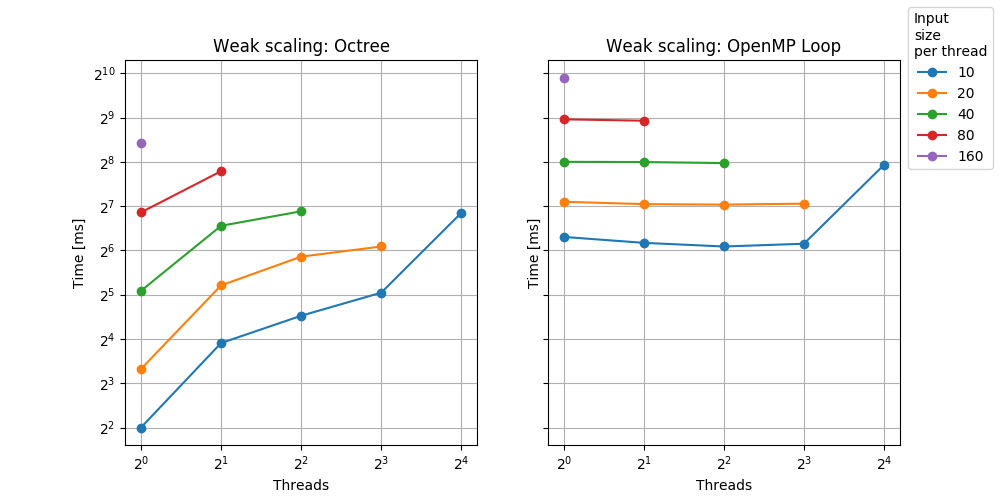 Weak scaling: Octree
Time [ms]
2^10
2^9
2^8
2^7
2^6
2^5
2^4
2^3
2^2
2^0 2^1 2^2 2^3 2^4
Threads
Weak scaling: OpenMP Loop
Time [ms]
2^0 2^1 2^2 2^3 2^4
Threads
Input
size
per thread
10
20
40
80
160